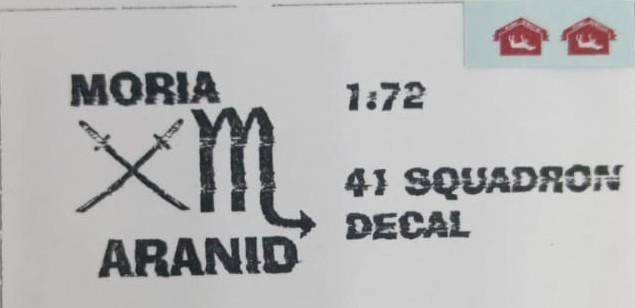 MORIA
ARANID
1:72
41 SQUADRON
DECAL